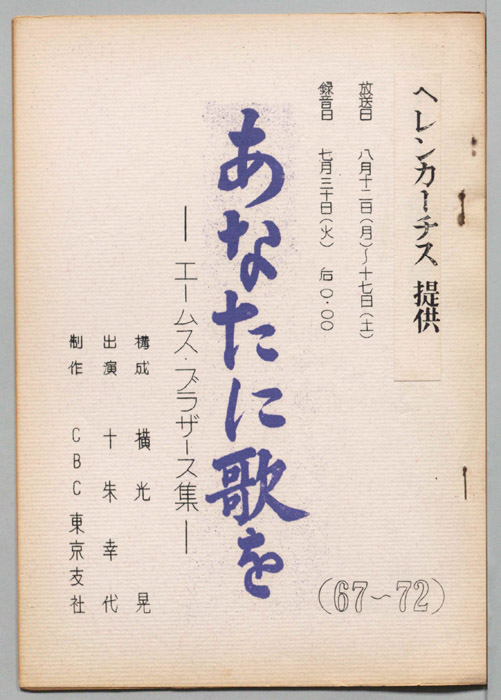 ヘレンカーチス 提供
放送日 八月十二日(月)〜十七日(土)
録音日 七月三十日(火) 后0.00
あなたに歌を
― エームス・ブラザース集 ―
構成 横光 晃
出演 十朱幸代
制作 CBC東京支社
(67〜72)